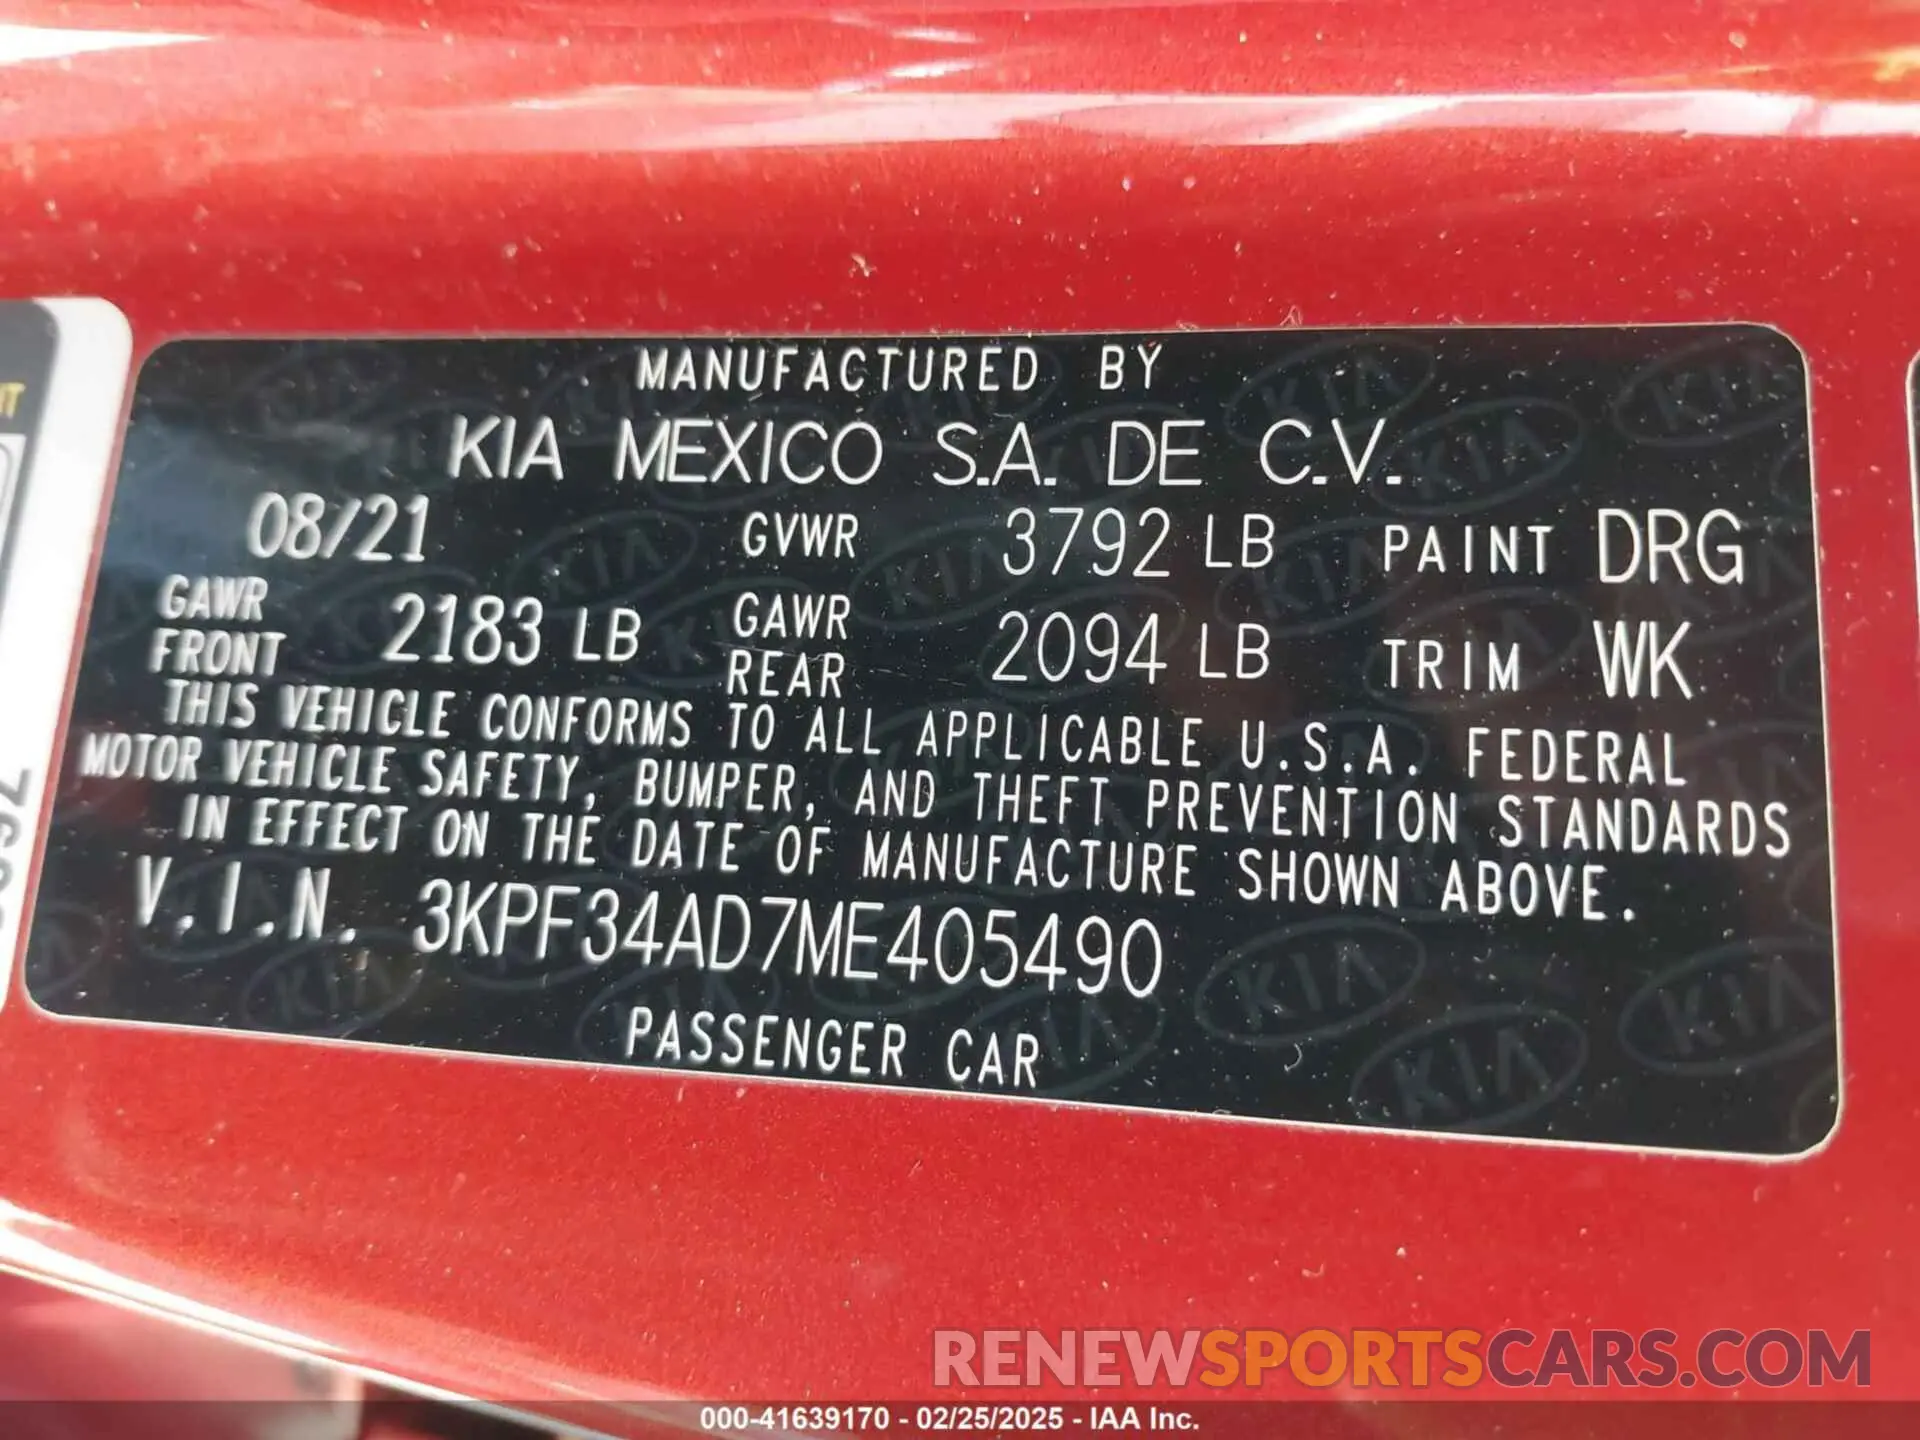 MANUFACTURED BY
KIA MEXICO S.A. DE C.V.
08/21 GVWR 3792 LB PAINT DRG
GAWR FRONT 2183 LB GAWR REAR 2094 LB TRIM WK
THIS VEHICLE CONFORMS TO ALL APPLICABLE U.S.A. FEDERAL
MOTOR VEHICLE SAFETY, BUMPER, AND THEFT PREVENTION STANDARDS
IN EFFECT ON THE DATE OF MANUFACTURE SHOWN ABOVE.
V.I.N. 3KPF34AD7ME405490
PASSENGER CAR
RENEWSPORTSCARS.COM
000-41639170 - 02/25/2025 - IAA Inc.